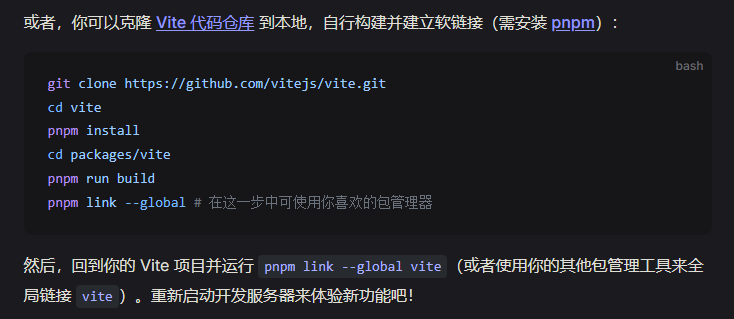 或者，你可以克隆 Vite 代码仓库 到本地，自行构建并建立软链接（需安装 pnpm）：
bash
git clone https://github.com/vitejs/vite.git
cd vite
pnpm install
cd packages/vite
pnpm run build
pnpm link --global # 在这一步中可使用你喜欢的包管理器
然后，回到你的 Vite 项目并运行 pnpm link --global vite（或者使用你的其他包管理工具来全
局链接 vite）。重新启动开发服务器来体验新功能吧！